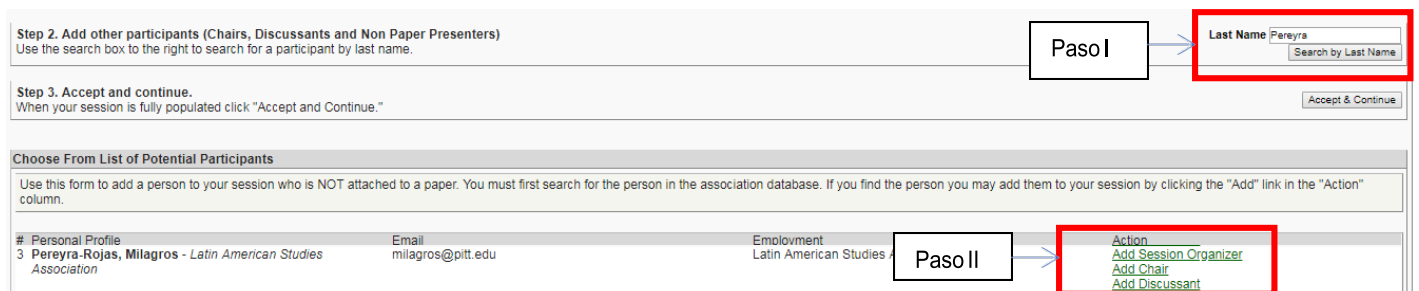 Step 2. Add other participants (Chairs, Discussants and Non Paper Presenters)
Use the search box to the right to search for a participant by last name.
Paso I
Last Name Pereyra
Search by Last Name
Step 3. Accept and continue.
When your session is fully populated click "Accept and Continue."
Accept & Continue
Choose From List of Potential Participants
Use this form to add a person to your session who is NOT attached to a paper. You must first search for the person in the association database. If you find the person you may add them to your session by clicking the "Add" link in the "Action"
column.
# Personal Profile Email Employment Action
3 Pereyra-Rojas, Milagros - Latin American Studies milagros@pitt.edu Latin American Studies Add Session Organizer
Association
Paso II
Add Chair
Add Discussant